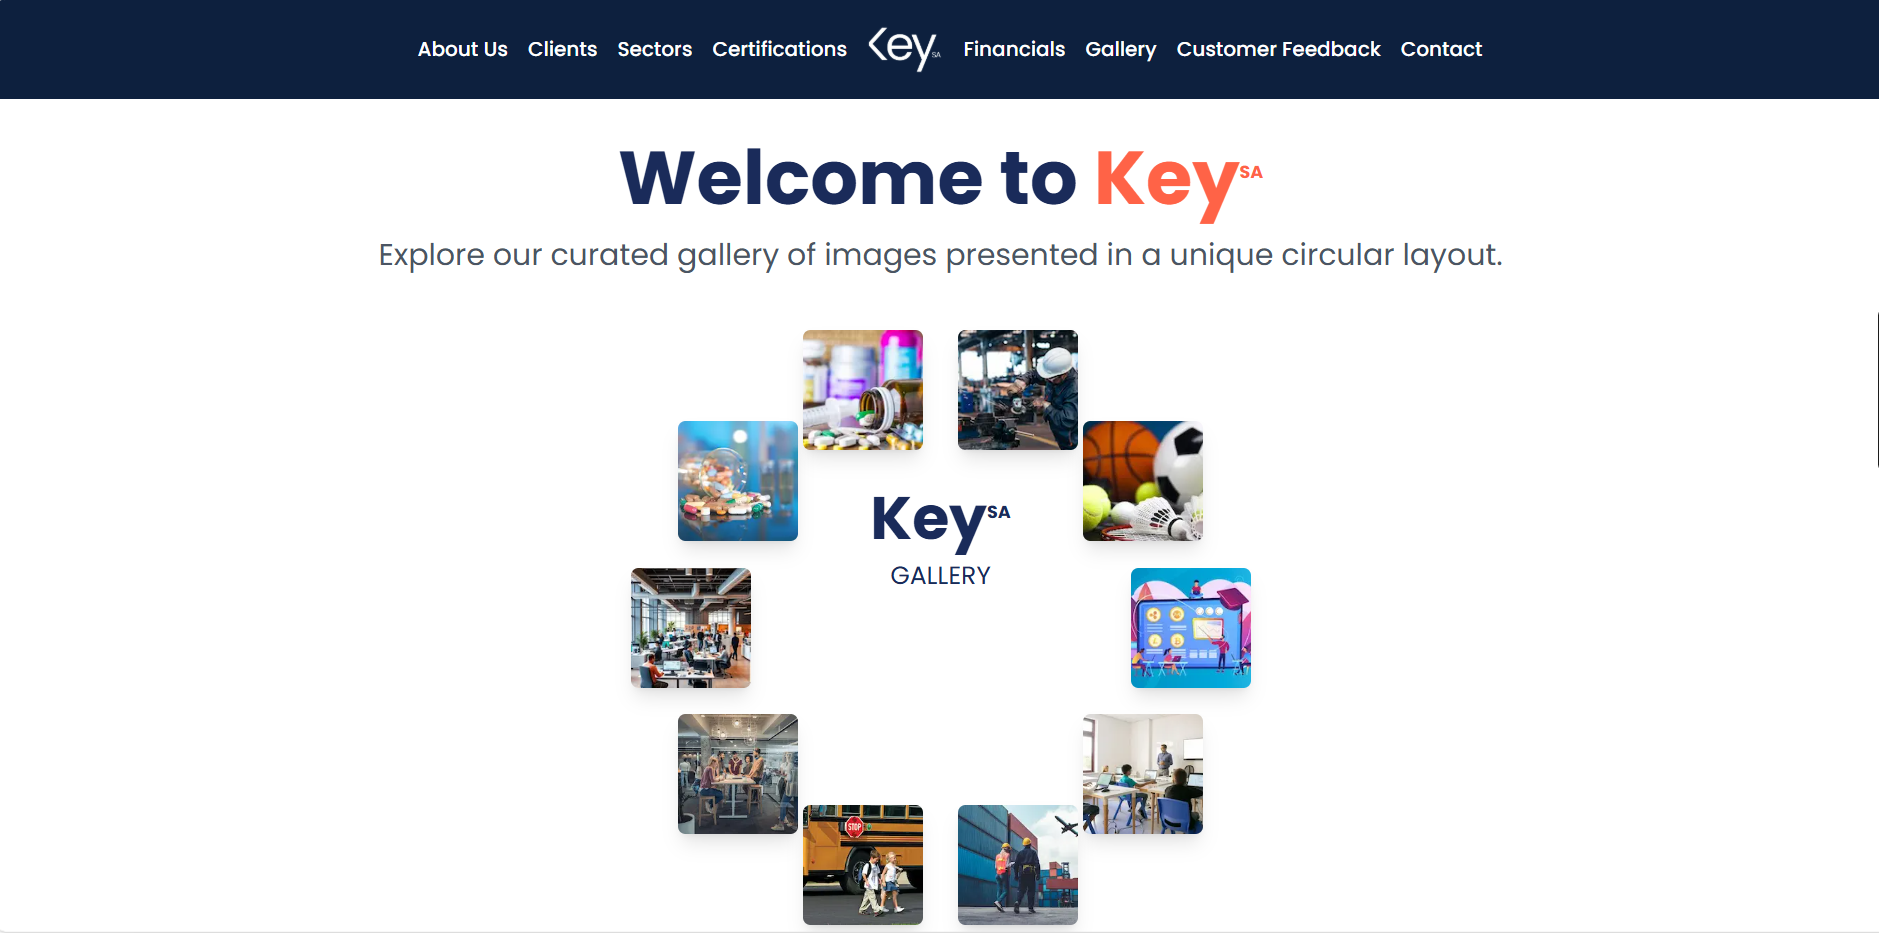 About Us Clients Sectors Certifications Key SA Financials Gallery Customer Feedback Contact
Welcome to Key SA
Explore our curated gallery of images presented in a unique circular layout.
Key SA
GALLERY
STOP